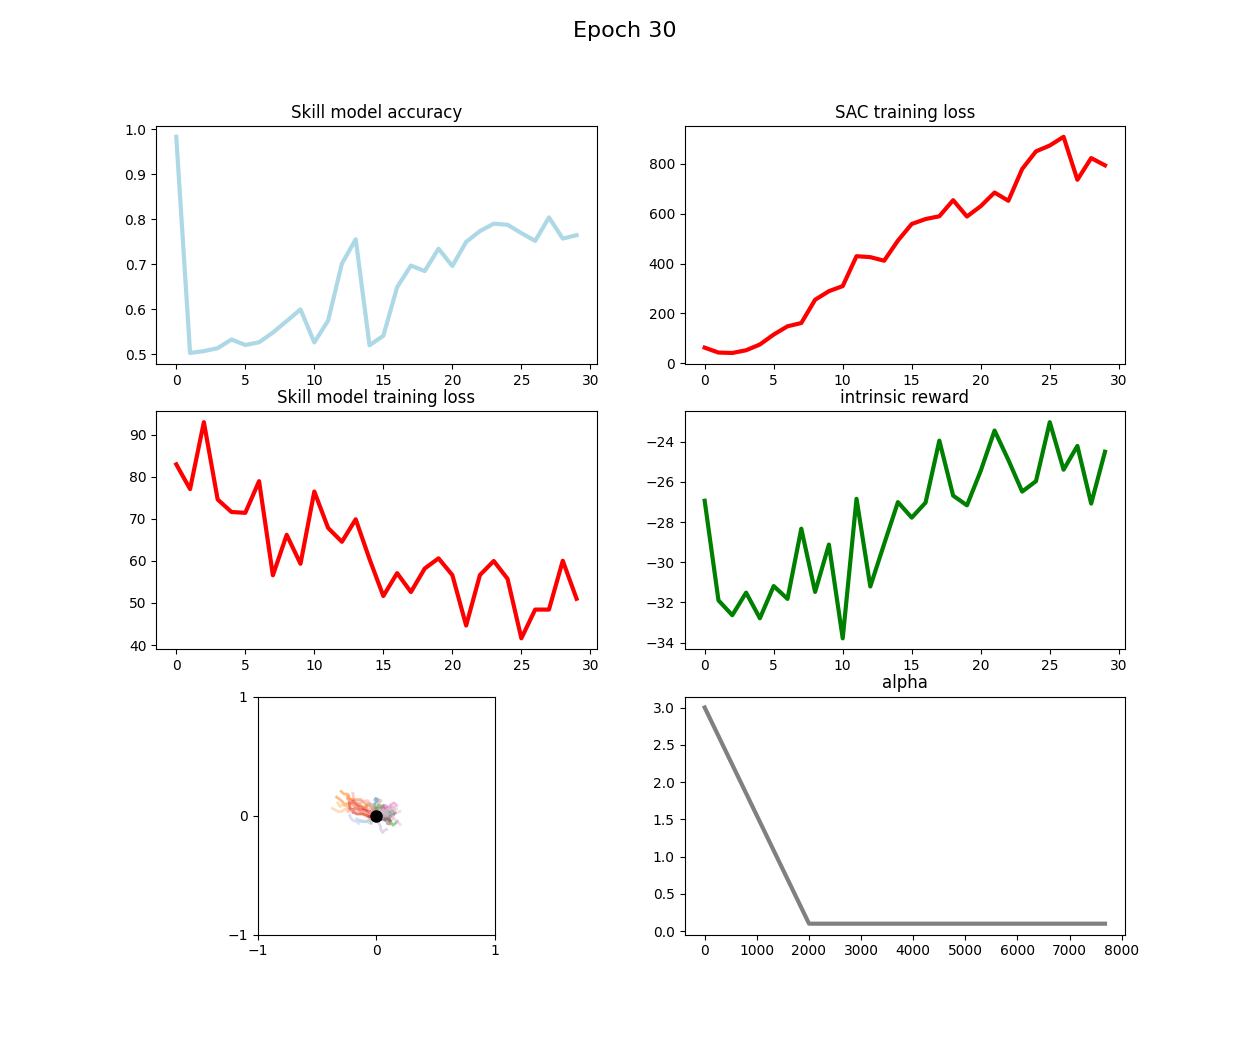 Epoch 30
Skill model accuracy
SAC training loss
1.0
0.9
0.8
0.7
0.6
0.5
0 5 10 15 20 25 30
800
600
400
200
0
0 5 10 15 20 25 30
Skill model training loss
intrinsic reward
90
80
70
60
50
40
0 5 10 15 20 25 30
−24
−26
−28
−30
−32
−34
0 5 10 15 20 25 30
alpha
1
0
−1
−1 0 1
3.0
2.5
2.0
1.5
1.0
0.5
0.0
0 1000 2000 3000 4000 5000 6000 7000 8000